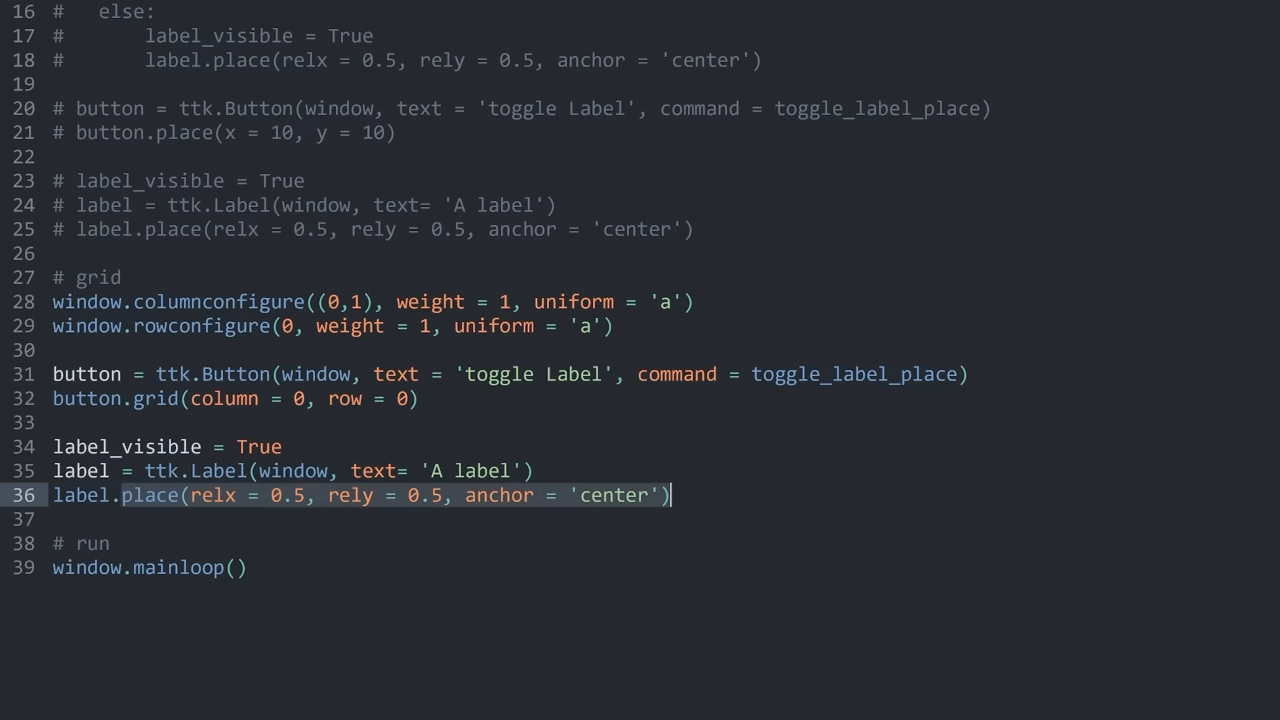 16 #   else:
17 #       label_visible = True
18 #       label.place(relx = 0.5, rely = 0.5, anchor = 'center')
19
20 # button = ttk.Button(window, text = 'toggle Label', command = toggle_label_place)
21 # button.place(x = 10, y = 10)
22
23 # label_visible = True
24 # label = ttk.Label(window, text= 'A label')
25 # label.place(relx = 0.5, rely = 0.5, anchor = 'center')
26
27 # grid
28 window.columnconfigure((0,1), weight = 1, uniform = 'a')
29 window.rowconfigure(0, weight = 1, uniform = 'a')
30
31 button = ttk.Button(window, text = 'toggle Label', command = toggle_label_place)
32 button.grid(column = 0, row = 0)
33
34 label_visible = True
35 label = ttk.Label(window, text= 'A label')
36 label.place(relx = 0.5, rely = 0.5, anchor = 'center')
37
38 # run
39 window.mainloop()